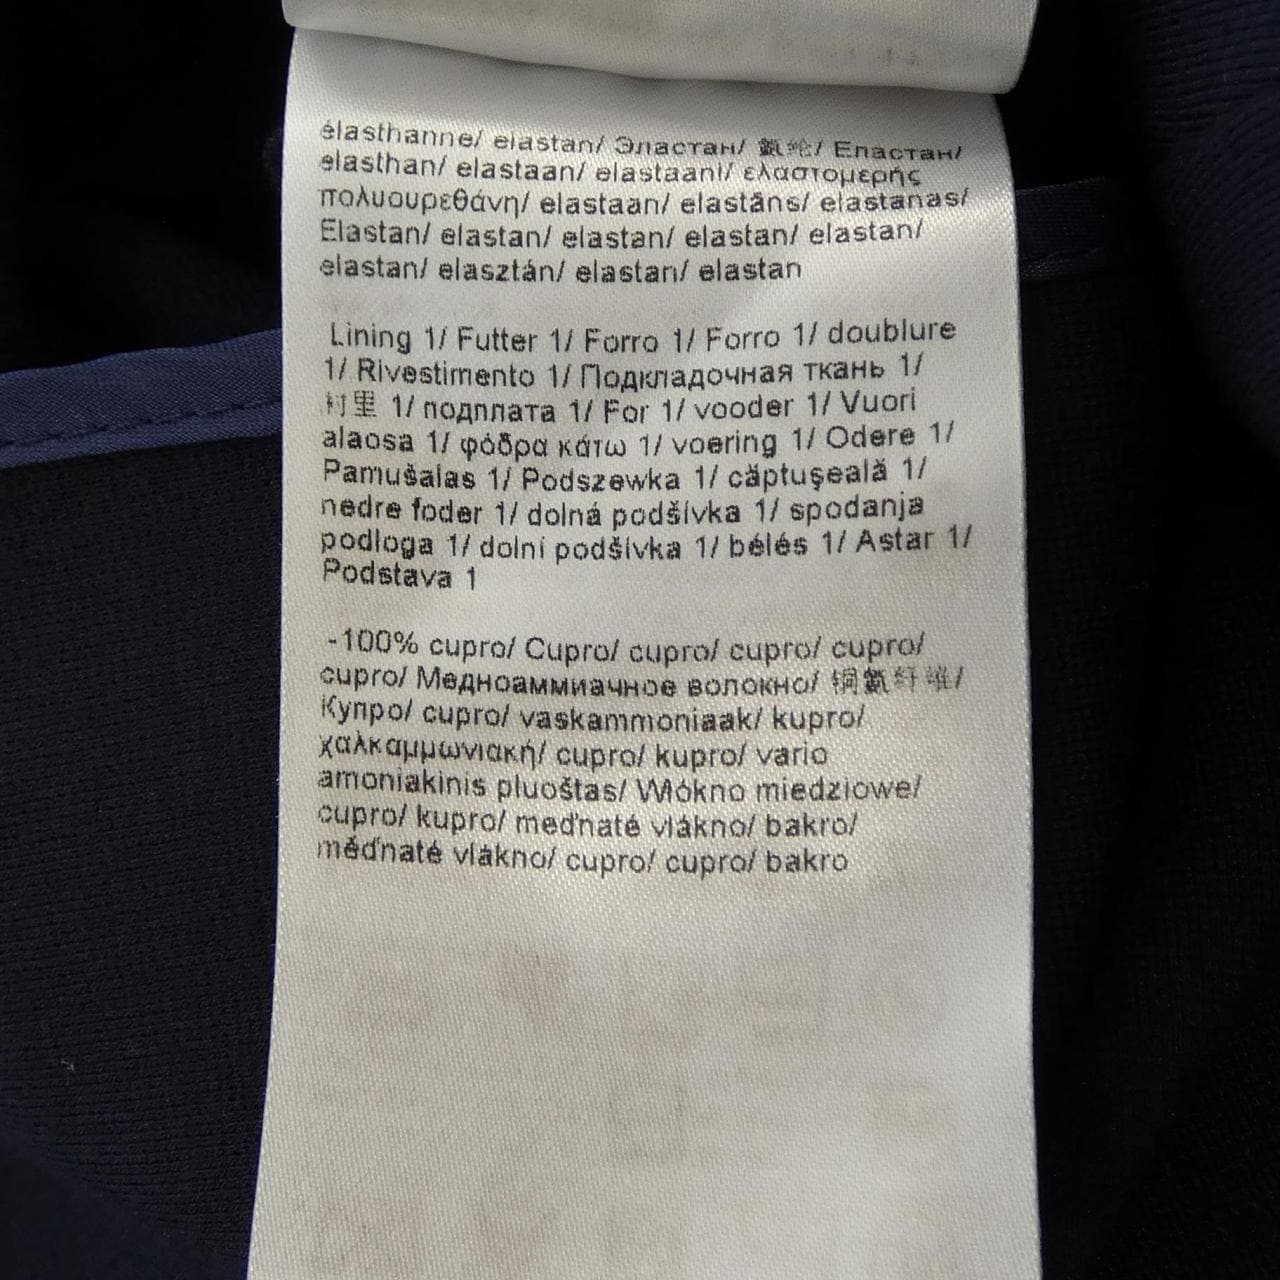 élasthanne/ elastan/ Эластан/ 氨纶/ Еластан/
elasthan/ elastaan/ elastaani/ ελαστομερής
πολυουρεθάνη/ elastaan/ elastāns/ elastanas/
Elastan/ elastan/ elastan/ elastan/ elastan/
elastan/ elasztán/ elastan/ elastan
Lining 1/ Futter 1/ Forro 1/ Forro 1/ doublure
1/ Rivestimento 1/ Подкладочная ткань 1/
衬里 1/ подплата 1/ For 1/ vooder 1/ Vuori
alaosa 1/ φόδρα κάτω 1/ voering 1/ Odere 1/
Pamušalas 1/ Podszewka 1/ căptuşeală 1/
nedre foder 1/ dolná podšívka 1/ spodanja
podloga 1/ dolní podšívka 1/ bélés 1/ Astar 1/
Podstava 1
-100% cupro/ Cupro/ cupro/ cupro/ cupro/
cupro/ Медноаммиачное волокно/ 铜氨纤维/
Купро/ cupro/ vaskammoniaak/ kupro/
χαλκαμμωνιακή/ cupro/ kupro/ vario
amoniakinis pluoštas/ Włókno miedziowe/
cupro/ kupro/ meďnaté vlákno/ bakro/
měďnaté vlákno/ cupro/ cupro/ bakro